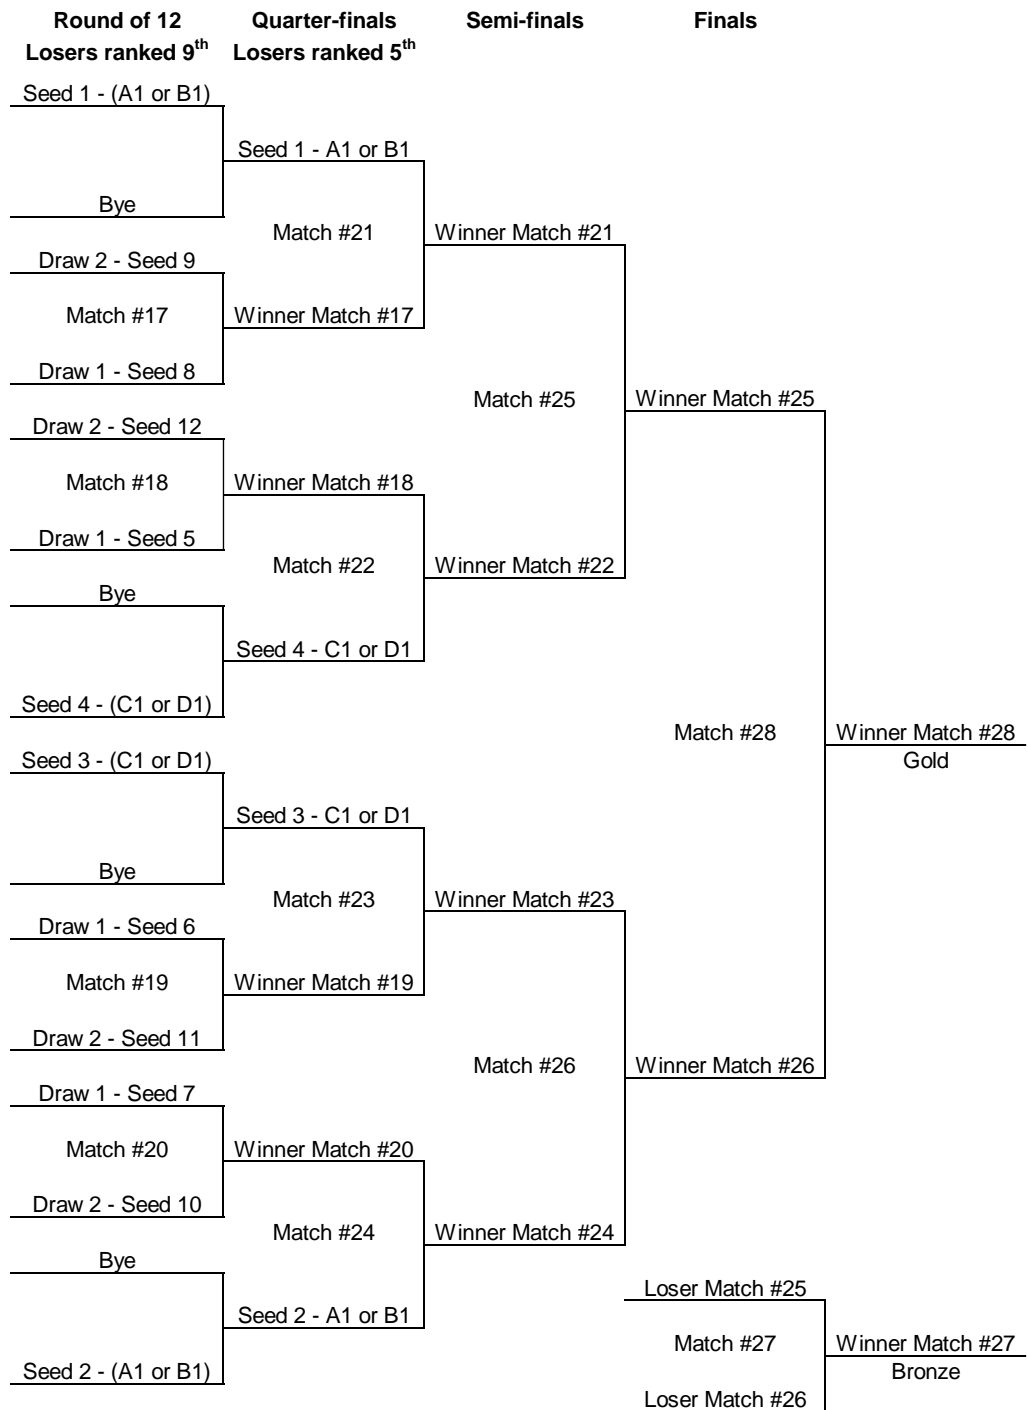 Round of 12 Quarter-finals Semi-finals Finals
Losers ranked 9th Losers ranked 5th
Seed 1 - (A1 or B1)
Seed 1 - A1 or B1
Bye
Match #21 Winner Match #21
Draw 2 - Seed 9
Match #17 Winner Match #17
Draw 1 - Seed 8
Match #25 Winner Match #25
Draw 2 - Seed 12
Match #18 Winner Match #18
Draw 1 - Seed 5
Match #22 Winner Match #22
Bye
Seed 4 - C1 or D1
Seed 4 - (C1 or D1)
Match #28 Winner Match #28
Seed 3 - (C1 or D1) Gold
Seed 3 - C1 or D1
Bye
Match #23 Winner Match #23
Draw 1 - Seed 6
Match #19 Winner Match #19
Draw 2 - Seed 11
Match #26 Winner Match #26
Draw 1 - Seed 7
Match #20 Winner Match #20
Draw 2 - Seed 10
Match #24 Winner Match #24
Bye
Loser Match #25
Seed 2 - A1 or B1
Match #27 Winner Match #27
Seed 2 - (A1 or B1) Bronze
Loser Match #26